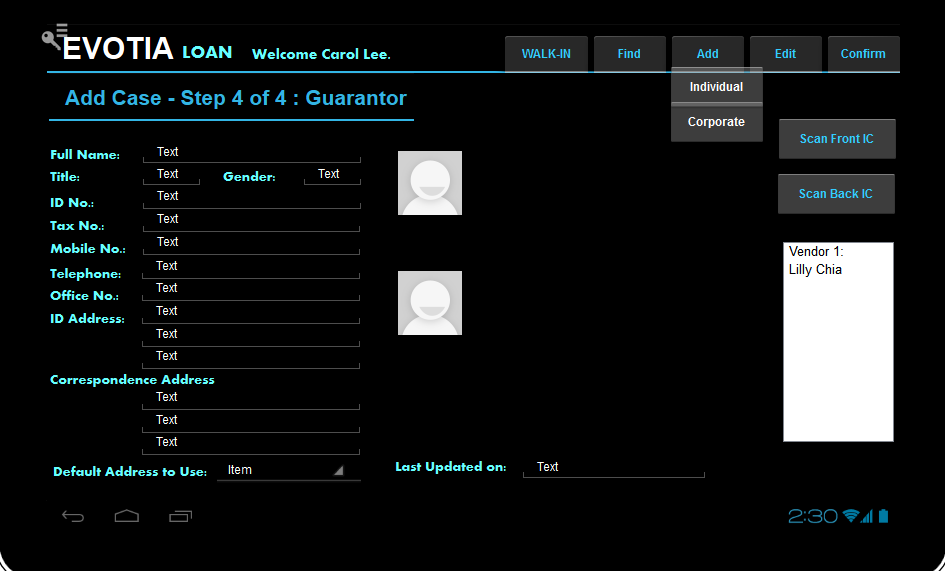 EVOTIA LOAN Welcome Carol Lee.
WALK-IN Find Add Edit Confirm
Individual
Corporate
Add Case - Step 4 of 4 : Guarantor
Scan Front IC
Scan Back IC
Full Name: Text
Title: Text Gender: Text
ID No.: Text
Tax No.: Text
Mobile No.: Text
Telephone: Text
Office No.: Text
ID Address: Text
Text
Text
Correspondence Address
Text
Text
Text
Default Address to Use: Item
Last Updated on: Text
Vendor 1:
Lilly Chia
2:30